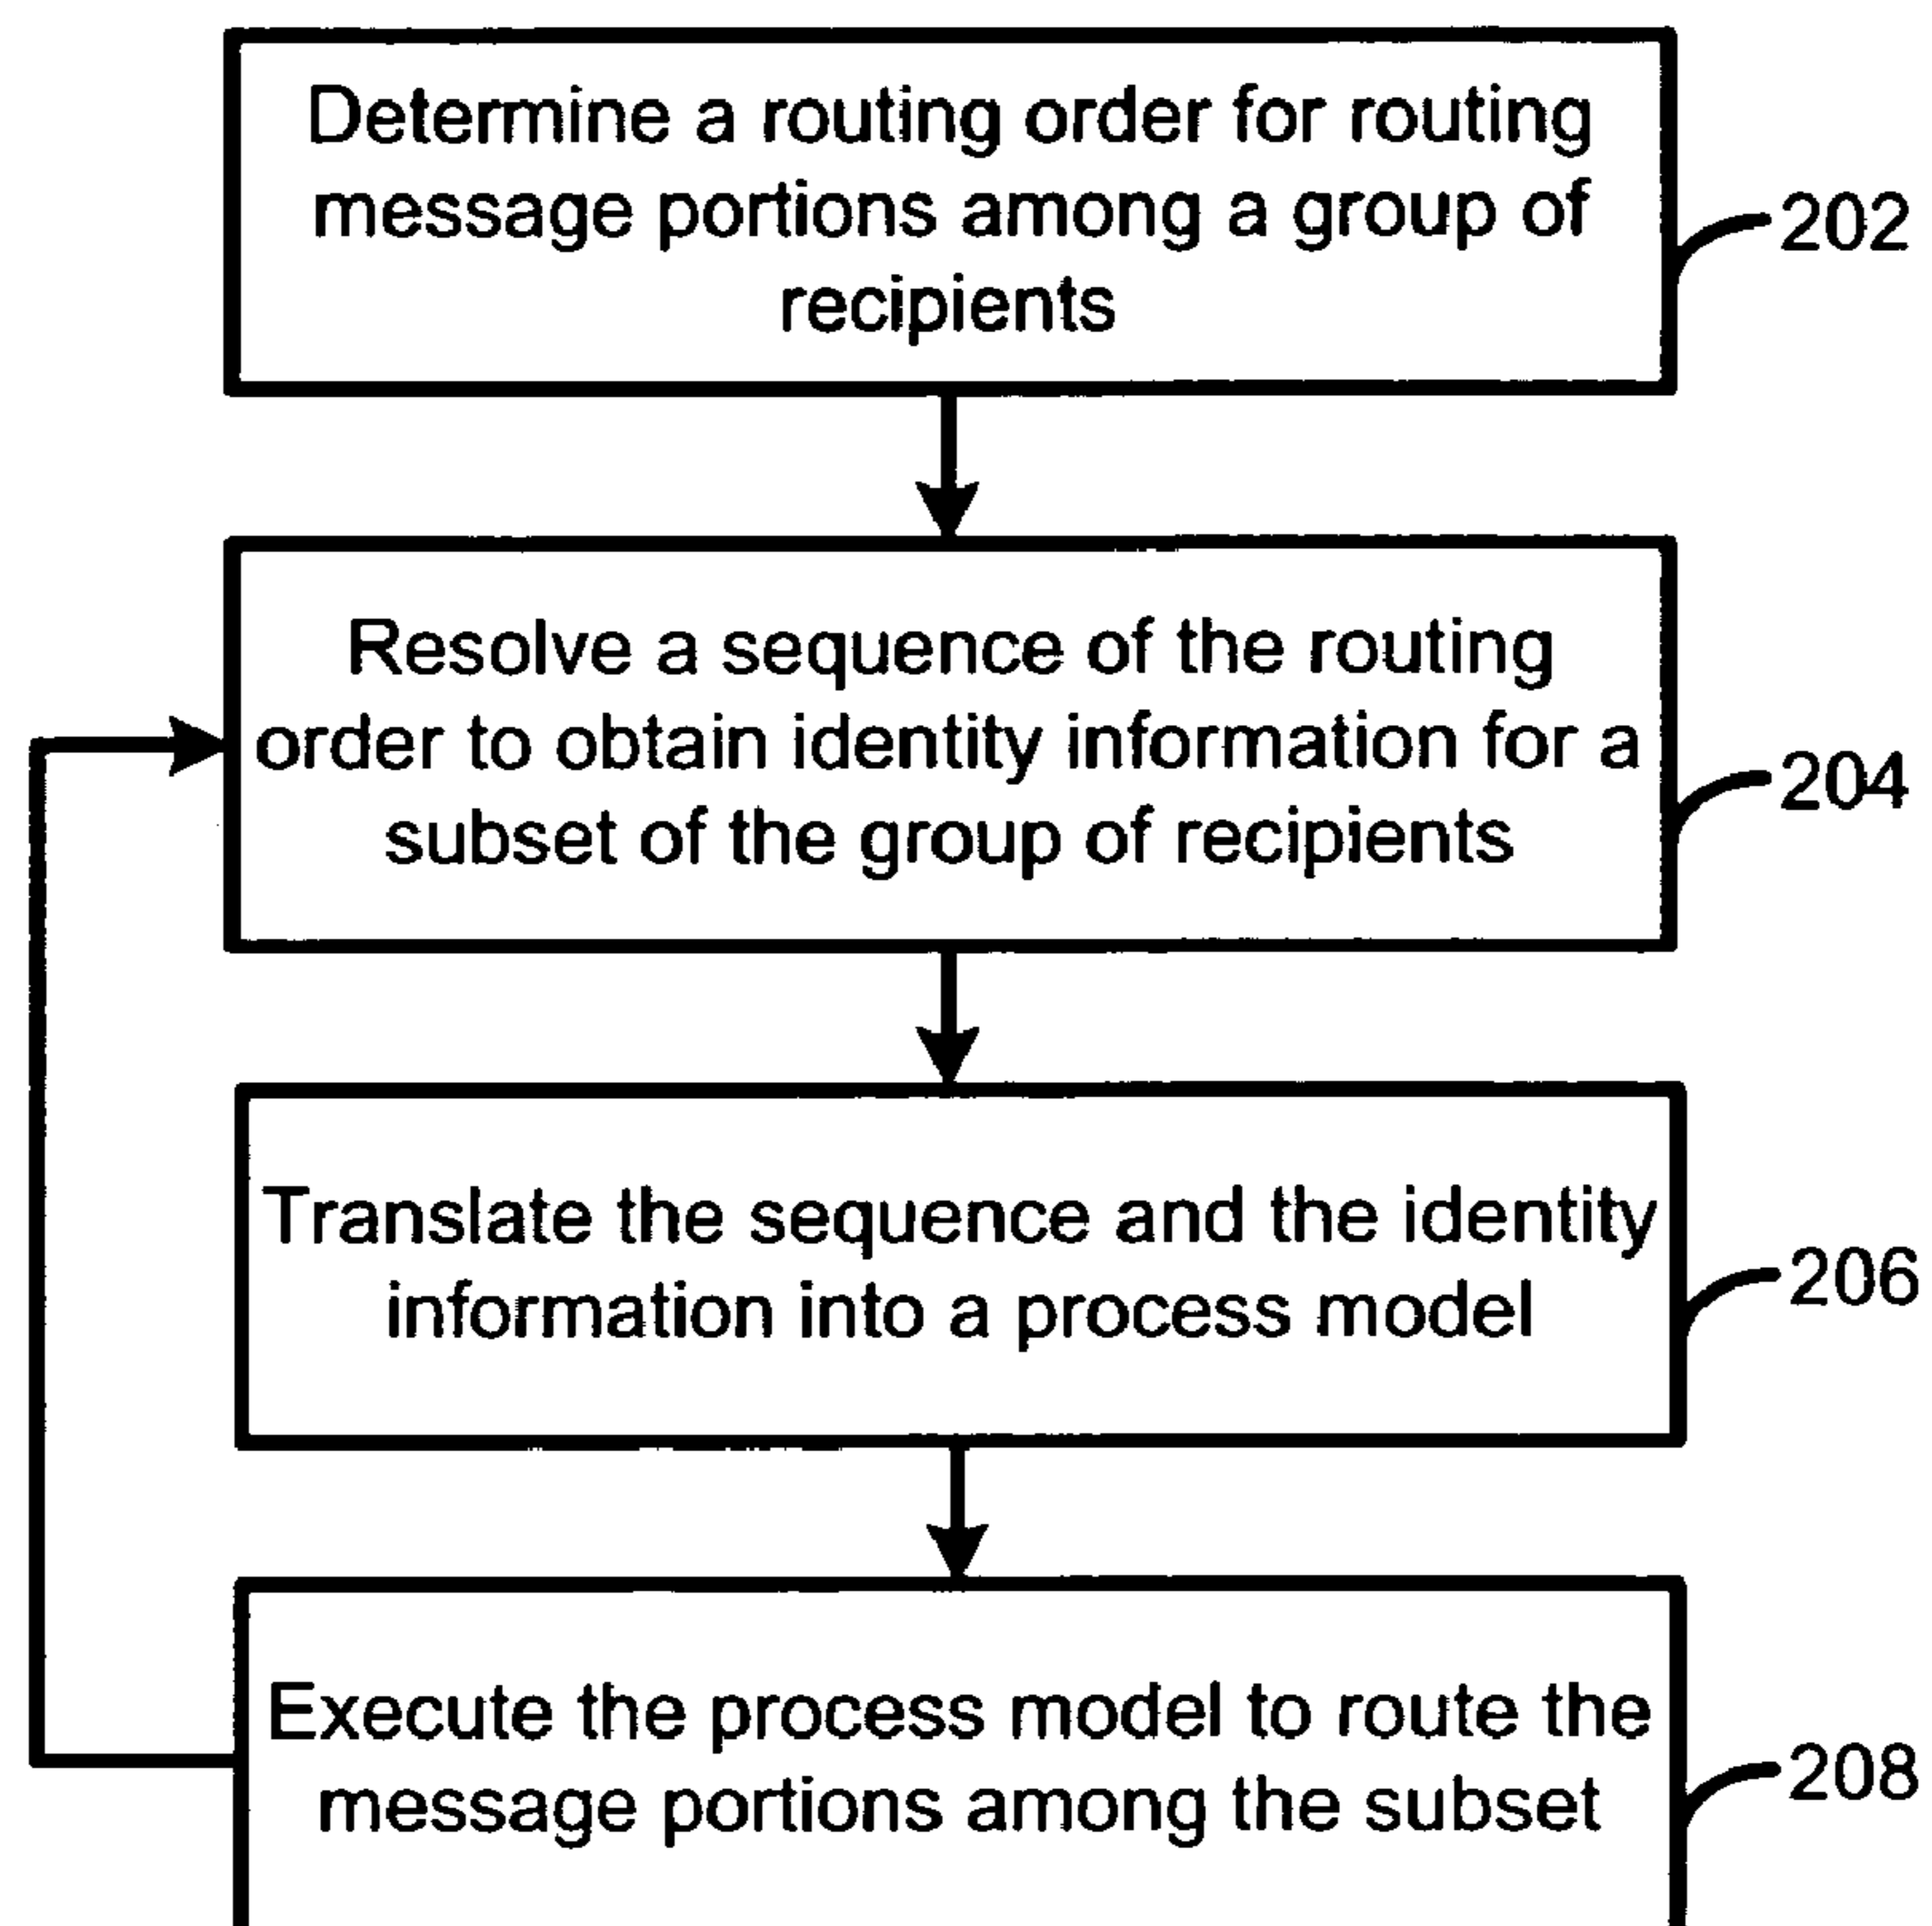 Determine a routing order for routing
message portions among a group of
recipients
202
Resolve a sequence of the routing
order to obtain identity information for a
subset of the group of recipients
204
Translate the sequence and the identity
information into a process model
206
Execute the process model to route the
message portions among the subset
208